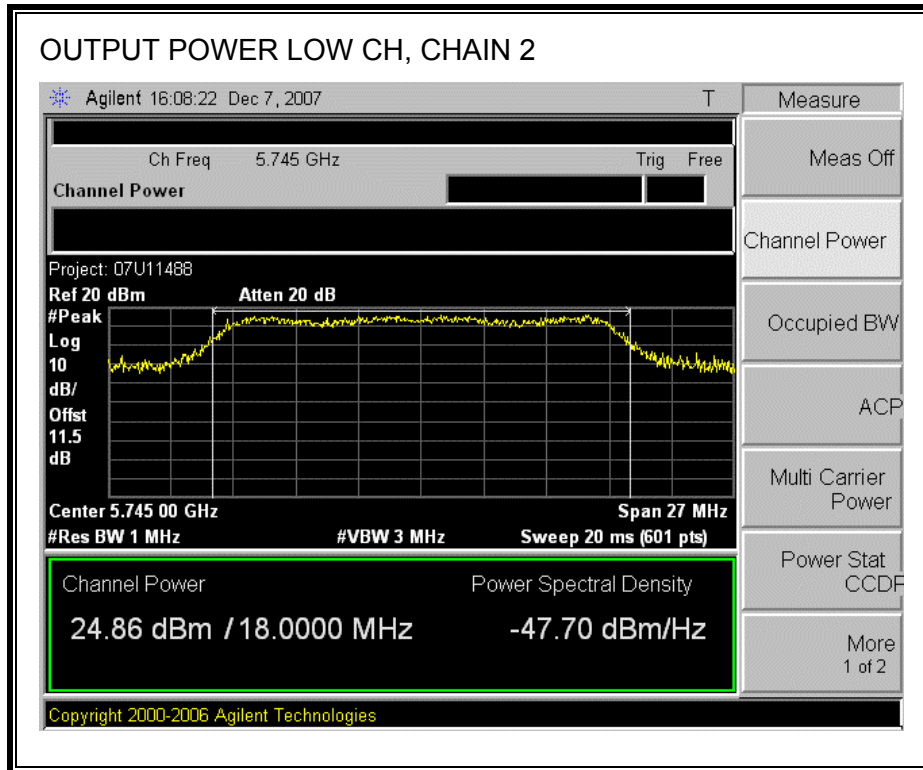 OUTPUT POWER LOW CH, CHAIN 2
Agilent 16:08:22 Dec 7, 2007 T
Measure
Ch Freq 5.745 GHz Trig Free
Channel Power
Meas Off
Channel Power
Occupied BW
ACP
Multi Carrier
Power
Power Stat
CCDF
More
1 of 2
Project: 07U11488
Ref 20 dBm Atten 20 dB
#Peak
Log
10
dB/
Offst
11.5
dB
Center 5.745 00 GHz Span 27 MHz
#Res BW 1 MHz #VBW 3 MHz Sweep 20 ms (601 pts)
Channel Power Power Spectral Density
24.86 dBm / 18.0000 MHz -47.70 dBm/Hz
Copyright 2000-2006 Agilent Technologies